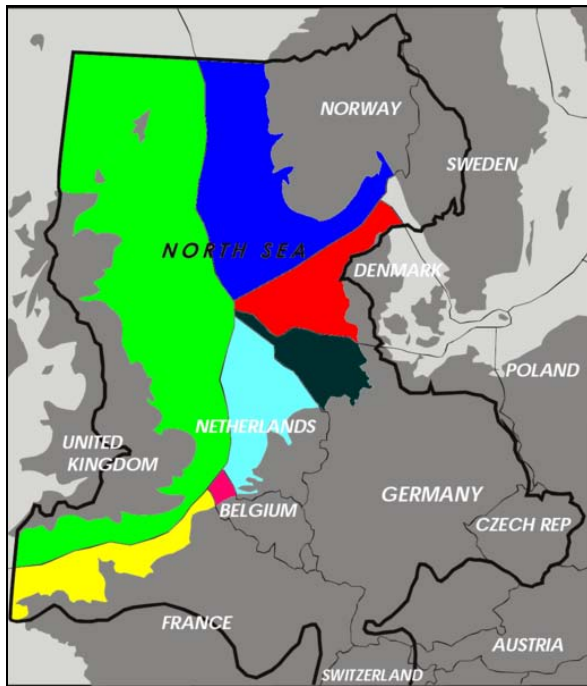 NORWAY
SWEDEN
NORTH SEA
DENMARK
POLAND
NETHERLANDS
UNITED
KINGDOM
GERMANY
BELGIUM
CZECH REP
FRANCE
AUSTRIA
SWITZERLAND